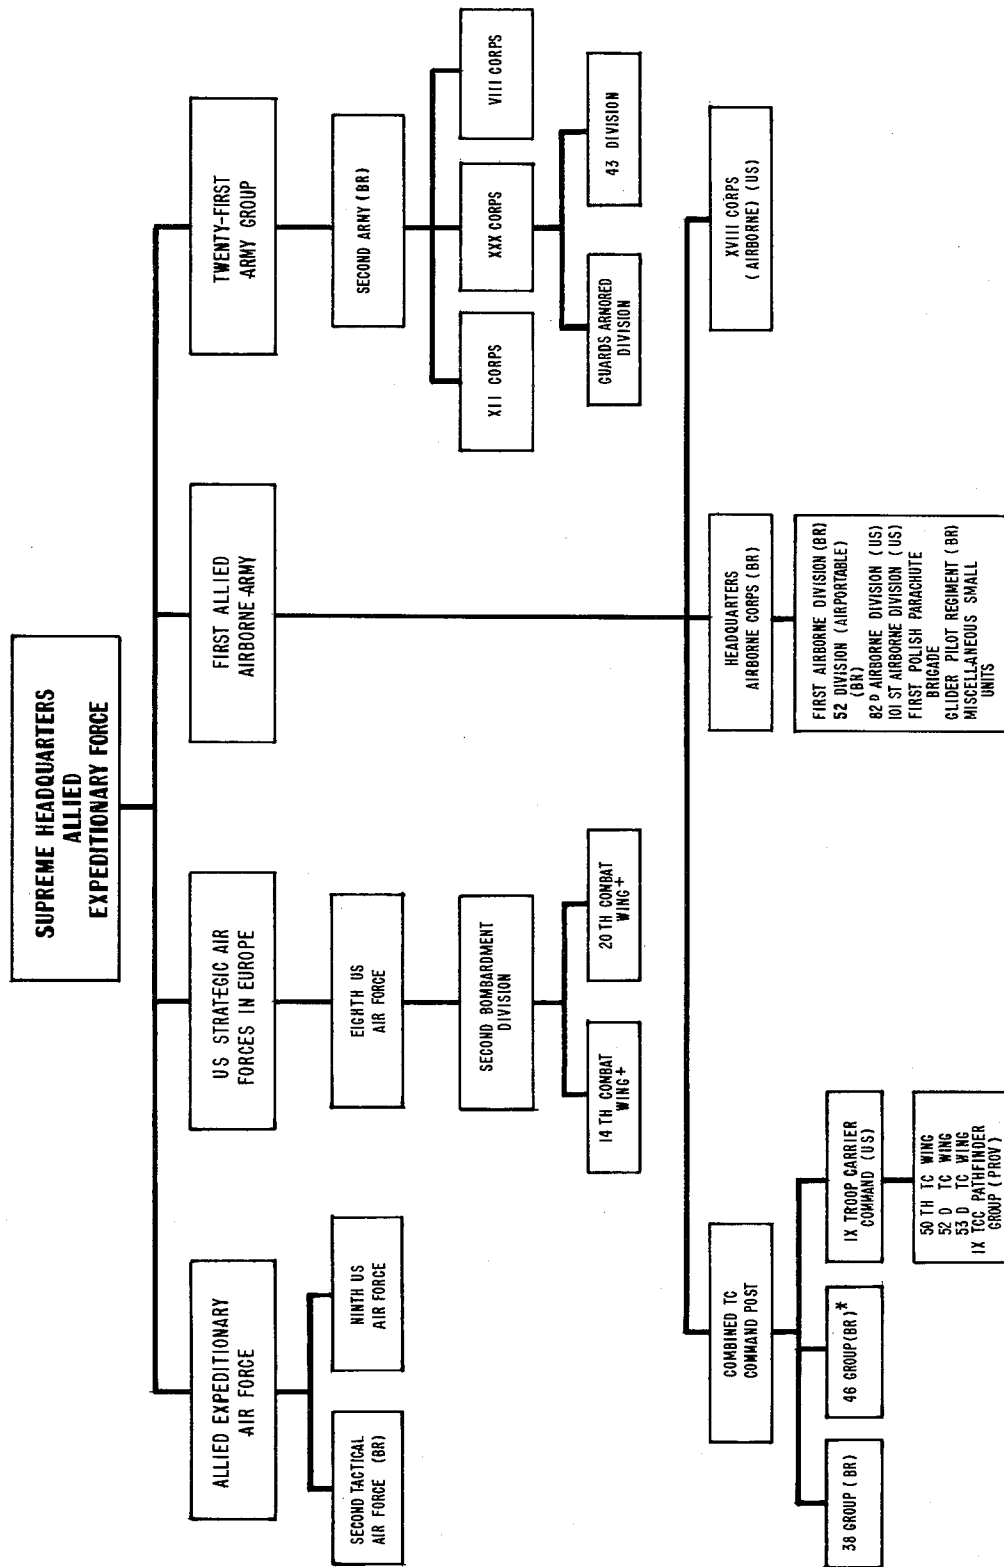 SUPREME HEADQUARTERS
ALLIED
EXPEDITIONARY FORCE
ALLIED EXPEDITIONARY
AIR FORCE
US STRATEGIC AIR
FORCES IN EUROPE
FIRST ALLIED
AIRBORNE ARMY
TWENTY-FIRST
ARMY GROUP
SECOND TACTICAL
AIR FORCE (BR)
NINTH US
AIR FORCE
EIGHTH US
AIR FORCE
SECOND ARMY (BR)
SECOND BOMBARDMENT
DIVISION
XII CORPS
XXX CORPS
VIII CORPS
14 TH COMBAT
WING+
20 TH COMBAT
WING+
GUARDS ARNORED
DIVISION
43 DIVISION
COMBINED TC
COMMAND POST
HEADQUARTERS
AIRBORNE CORPS (BR)
XVIII CORPS
(AIRBORNE) (US)
38 GROUP (BR)
46 GROUP (BR)*
IX TROOP CARRIER
COMMAND (US)
FIRST AIRBORNE DIVISION (BR)
52 DIVISION (AIRPORTABLE)
(BR)
82 D AIRBORNE DIVISION (US)
101 ST AIRBORNE DIVISION (US)
FIRST POLISH PARACHUTE
BRIGADE
GLIDER PILOT REGIMENT (BR)
MISCELLANEOUS SMALL
UNITS
50 TH TC WING
52 D TC WING
53 D TC WING
IX TCC PATHFINDER
GROUP (PROV)